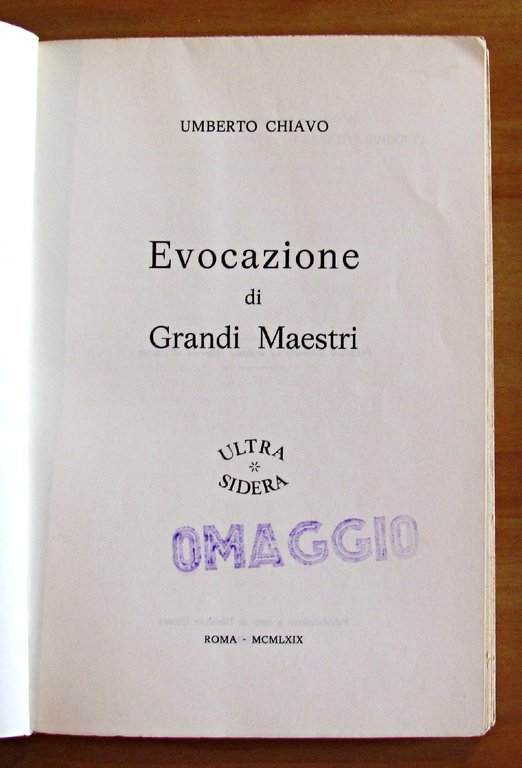 UMBERTO CHIAVO
Evocazione
di
Grandi Maestri
ULTRA
SIDERA
OMAGGIO
ROMA - MCMLXIX